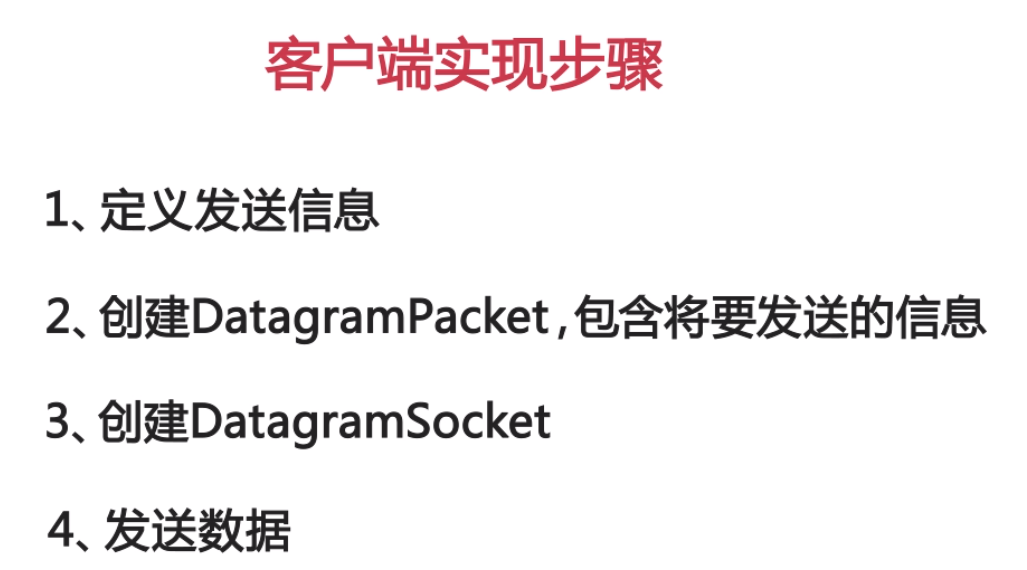 客户端实现步骤
1、定义发送信息
2、创建DatagramPacket,包含将要发送的信息
3、创建DatagramSocket
4、发送数据